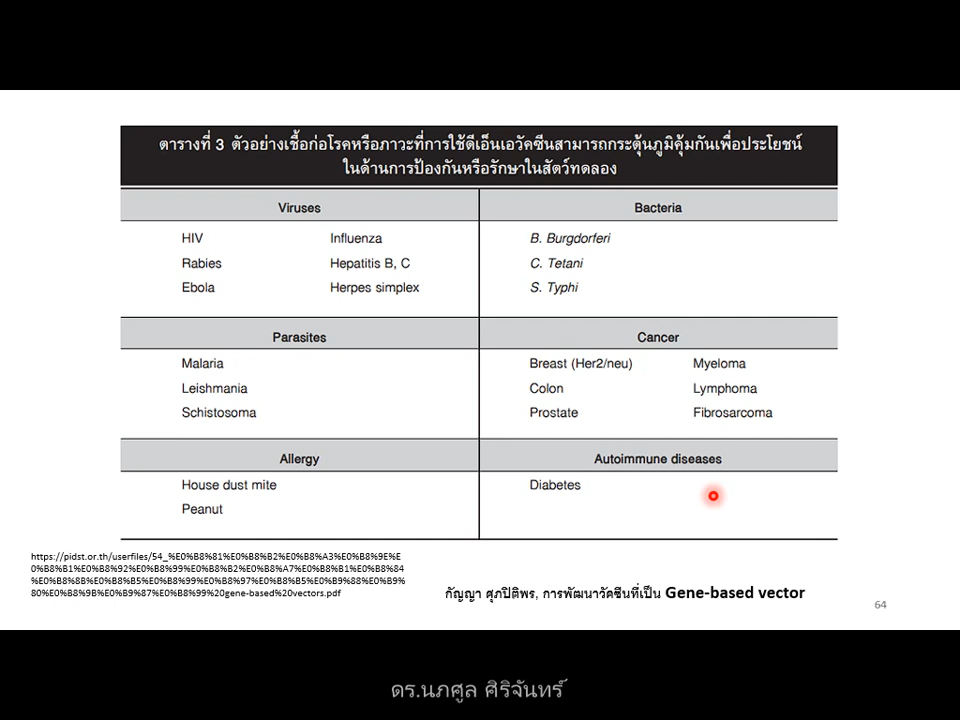 ตารางที่ 3 ตัวอย่างเชื้อก่อโรคหรือภาวะที่การใช้ดีเอ็นเอวัคซีนสามารถกระตุ้นภูมิคุ้มกันเพื่อประโยชน์
ในด้านการป้องกันหรือรักษาในสัตว์ทดลอง
Viruses
Bacteria
HIV Influenza
B. Burgdorferi
Rabies Hepatitis B, C
C. Tetani
Ebola Herpes simplex
S. Typhi
Parasites
Cancer
Malaria
Breast (Her2/neu) Myeloma
Leishmania
Colon Lymphoma
Schistosoma
Prostate Fibrosarcoma
Allergy
Autoimmune diseases
House dust mite
Diabetes
Peanut
https://pidst.or.th/userfiles/54_%E0%B8%81%E0%B8%B2%E0%B8%A3%E0%B8%9E%E
0%B8%B1%E0%B8%92%E0%B8%99%E0%B8%B2%E0%B8%A7%E0%B8%B1%E0%B8%84
%E0%B8%8B%E0%B8%B5%E0%B8%99%E0%B8%97%E0%B8%B5%E0%B9%88%E0%B9%
80%E0%B8%9B%E0%B9%87%E0%B8%99%20gene-based%20vectors.pdf
กัญญา ศุภปิติพร, การพัฒนาวัคซีนที่เป็น Gene-based vector
64
ดร.นภศูล ศิริจันทร์